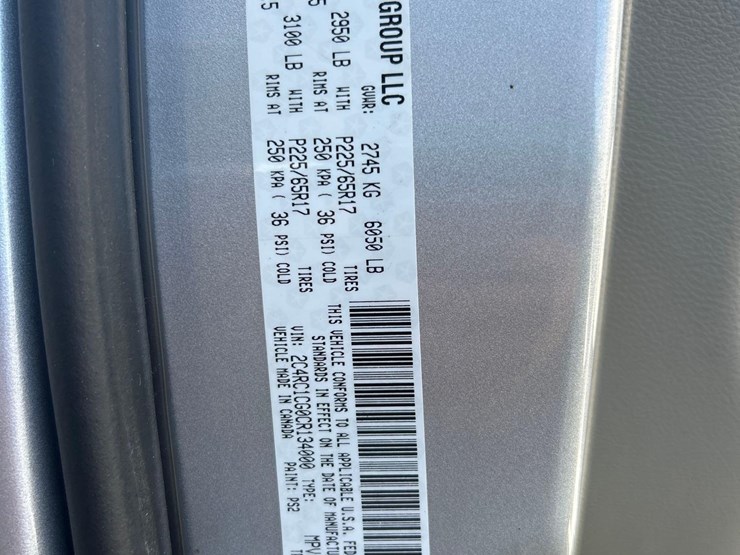 GROUP LLC
GVWR: 2745 KG 6050 LB
2950 LB WITH P225/65R17 TIRES
5 RIMS AT 250 KPA ( 36 PSI) COLD
3100 LB WITH P225/65R17 TIRES
5 RIMS AT 250 KPA ( 36 PSI) COLD
THIS VEHICLE CONFORMS TO ALL APPLICABLE U.S.A. FE
STANDARDS IN EFFECT ON THE DATE OF MANUFACTU
VIN: 2C4RC1CG0CR134000 TYPE: MPV
VEHICLE MADE IN CANADA PAINT: PS2